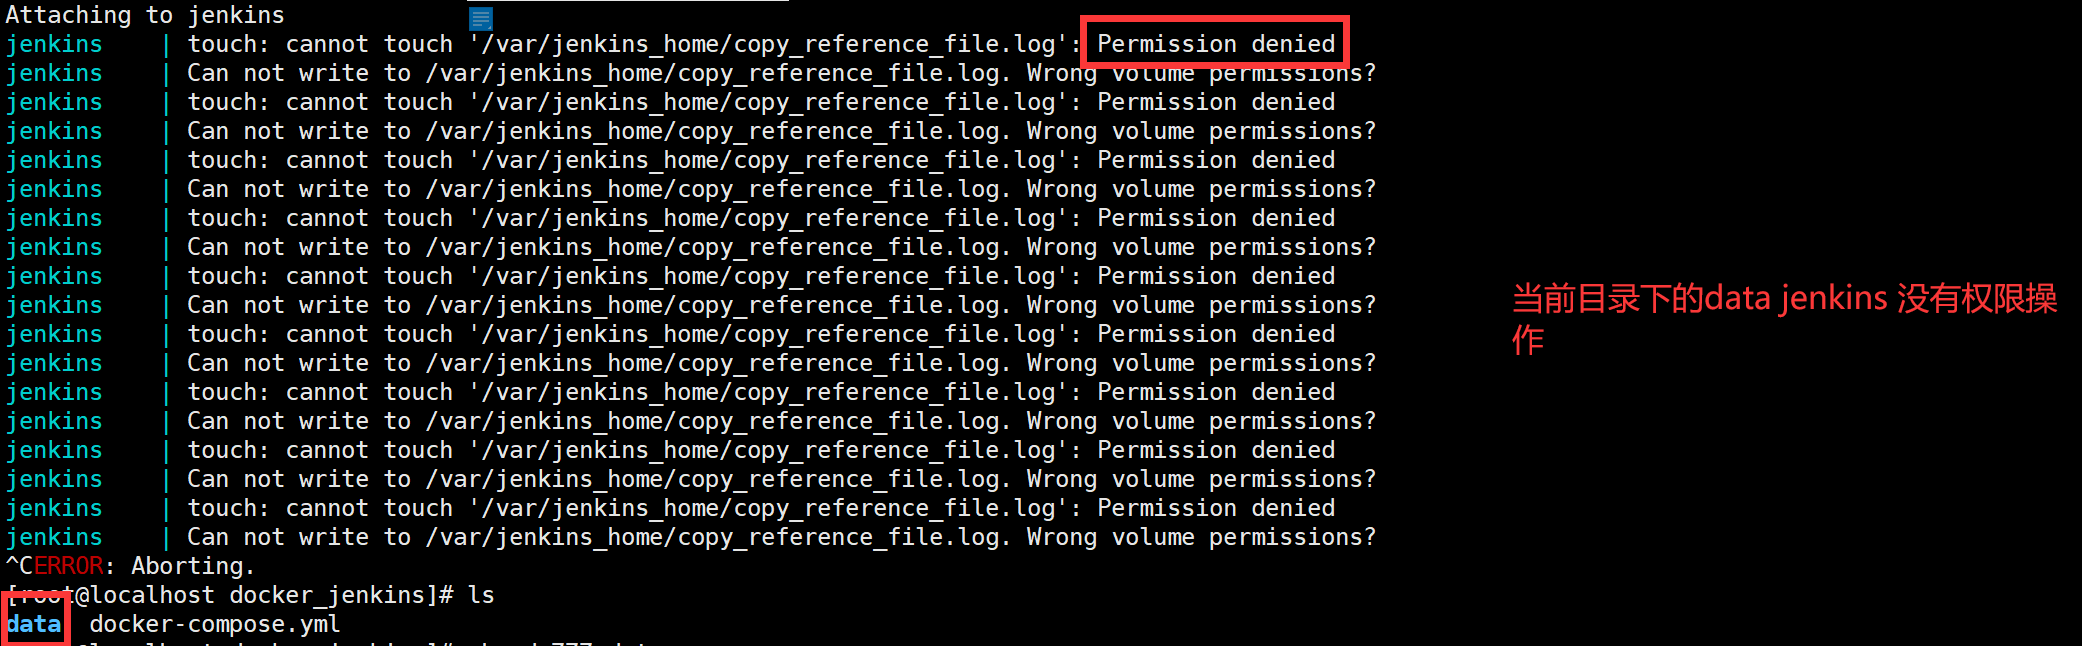 Attaching to jenkins
jenkins    | touch: cannot touch '/var/jenkins_home/copy_reference_file.log': Permission denied
jenkins    | Can not write to /var/jenkins_home/copy_reference_file.log. Wrong volume permissions?
jenkins    | touch: cannot touch '/var/jenkins_home/copy_reference_file.log': Permission denied
jenkins    | Can not write to /var/jenkins_home/copy_reference_file.log. Wrong volume permissions?
jenkins    | touch: cannot touch '/var/jenkins_home/copy_reference_file.log': Permission denied
jenkins    | Can not write to /var/jenkins_home/copy_reference_file.log. Wrong volume permissions?
jenkins    | touch: cannot touch '/var/jenkins_home/copy_reference_file.log': Permission denied
jenkins    | Can not write to /var/jenkins_home/copy_reference_file.log. Wrong volume permissions?
jenkins    | touch: cannot touch '/var/jenkins_home/copy_reference_file.log': Permission denied
jenkins    | Can not write to /var/jenkins_home/copy_reference_file.log. Wrong volume permissions?
jenkins    | touch: cannot touch '/var/jenkins_home/copy_reference_file.log': Permission denied
jenkins    | Can not write to /var/jenkins_home/copy_reference_file.log. Wrong volume permissions?
jenkins    | touch: cannot touch '/var/jenkins_home/copy_reference_file.log': Permission denied
jenkins    | Can not write to /var/jenkins_home/copy_reference_file.log. Wrong volume permissions?
jenkins    | touch: cannot touch '/var/jenkins_home/copy_reference_file.log': Permission denied
jenkins    | Can not write to /var/jenkins_home/copy_reference_file.log. Wrong volume permissions?
jenkins    | touch: cannot touch '/var/jenkins_home/copy_reference_file.log': Permission denied
jenkins    | Can not write to /var/jenkins_home/copy_reference_file.log. Wrong volume permissions?
^CERROR: Aborting.
[root@localhost docker_jenkins]# ls
data  docker-compose.yml
当前目录下的data jenkins 没有权限操
作